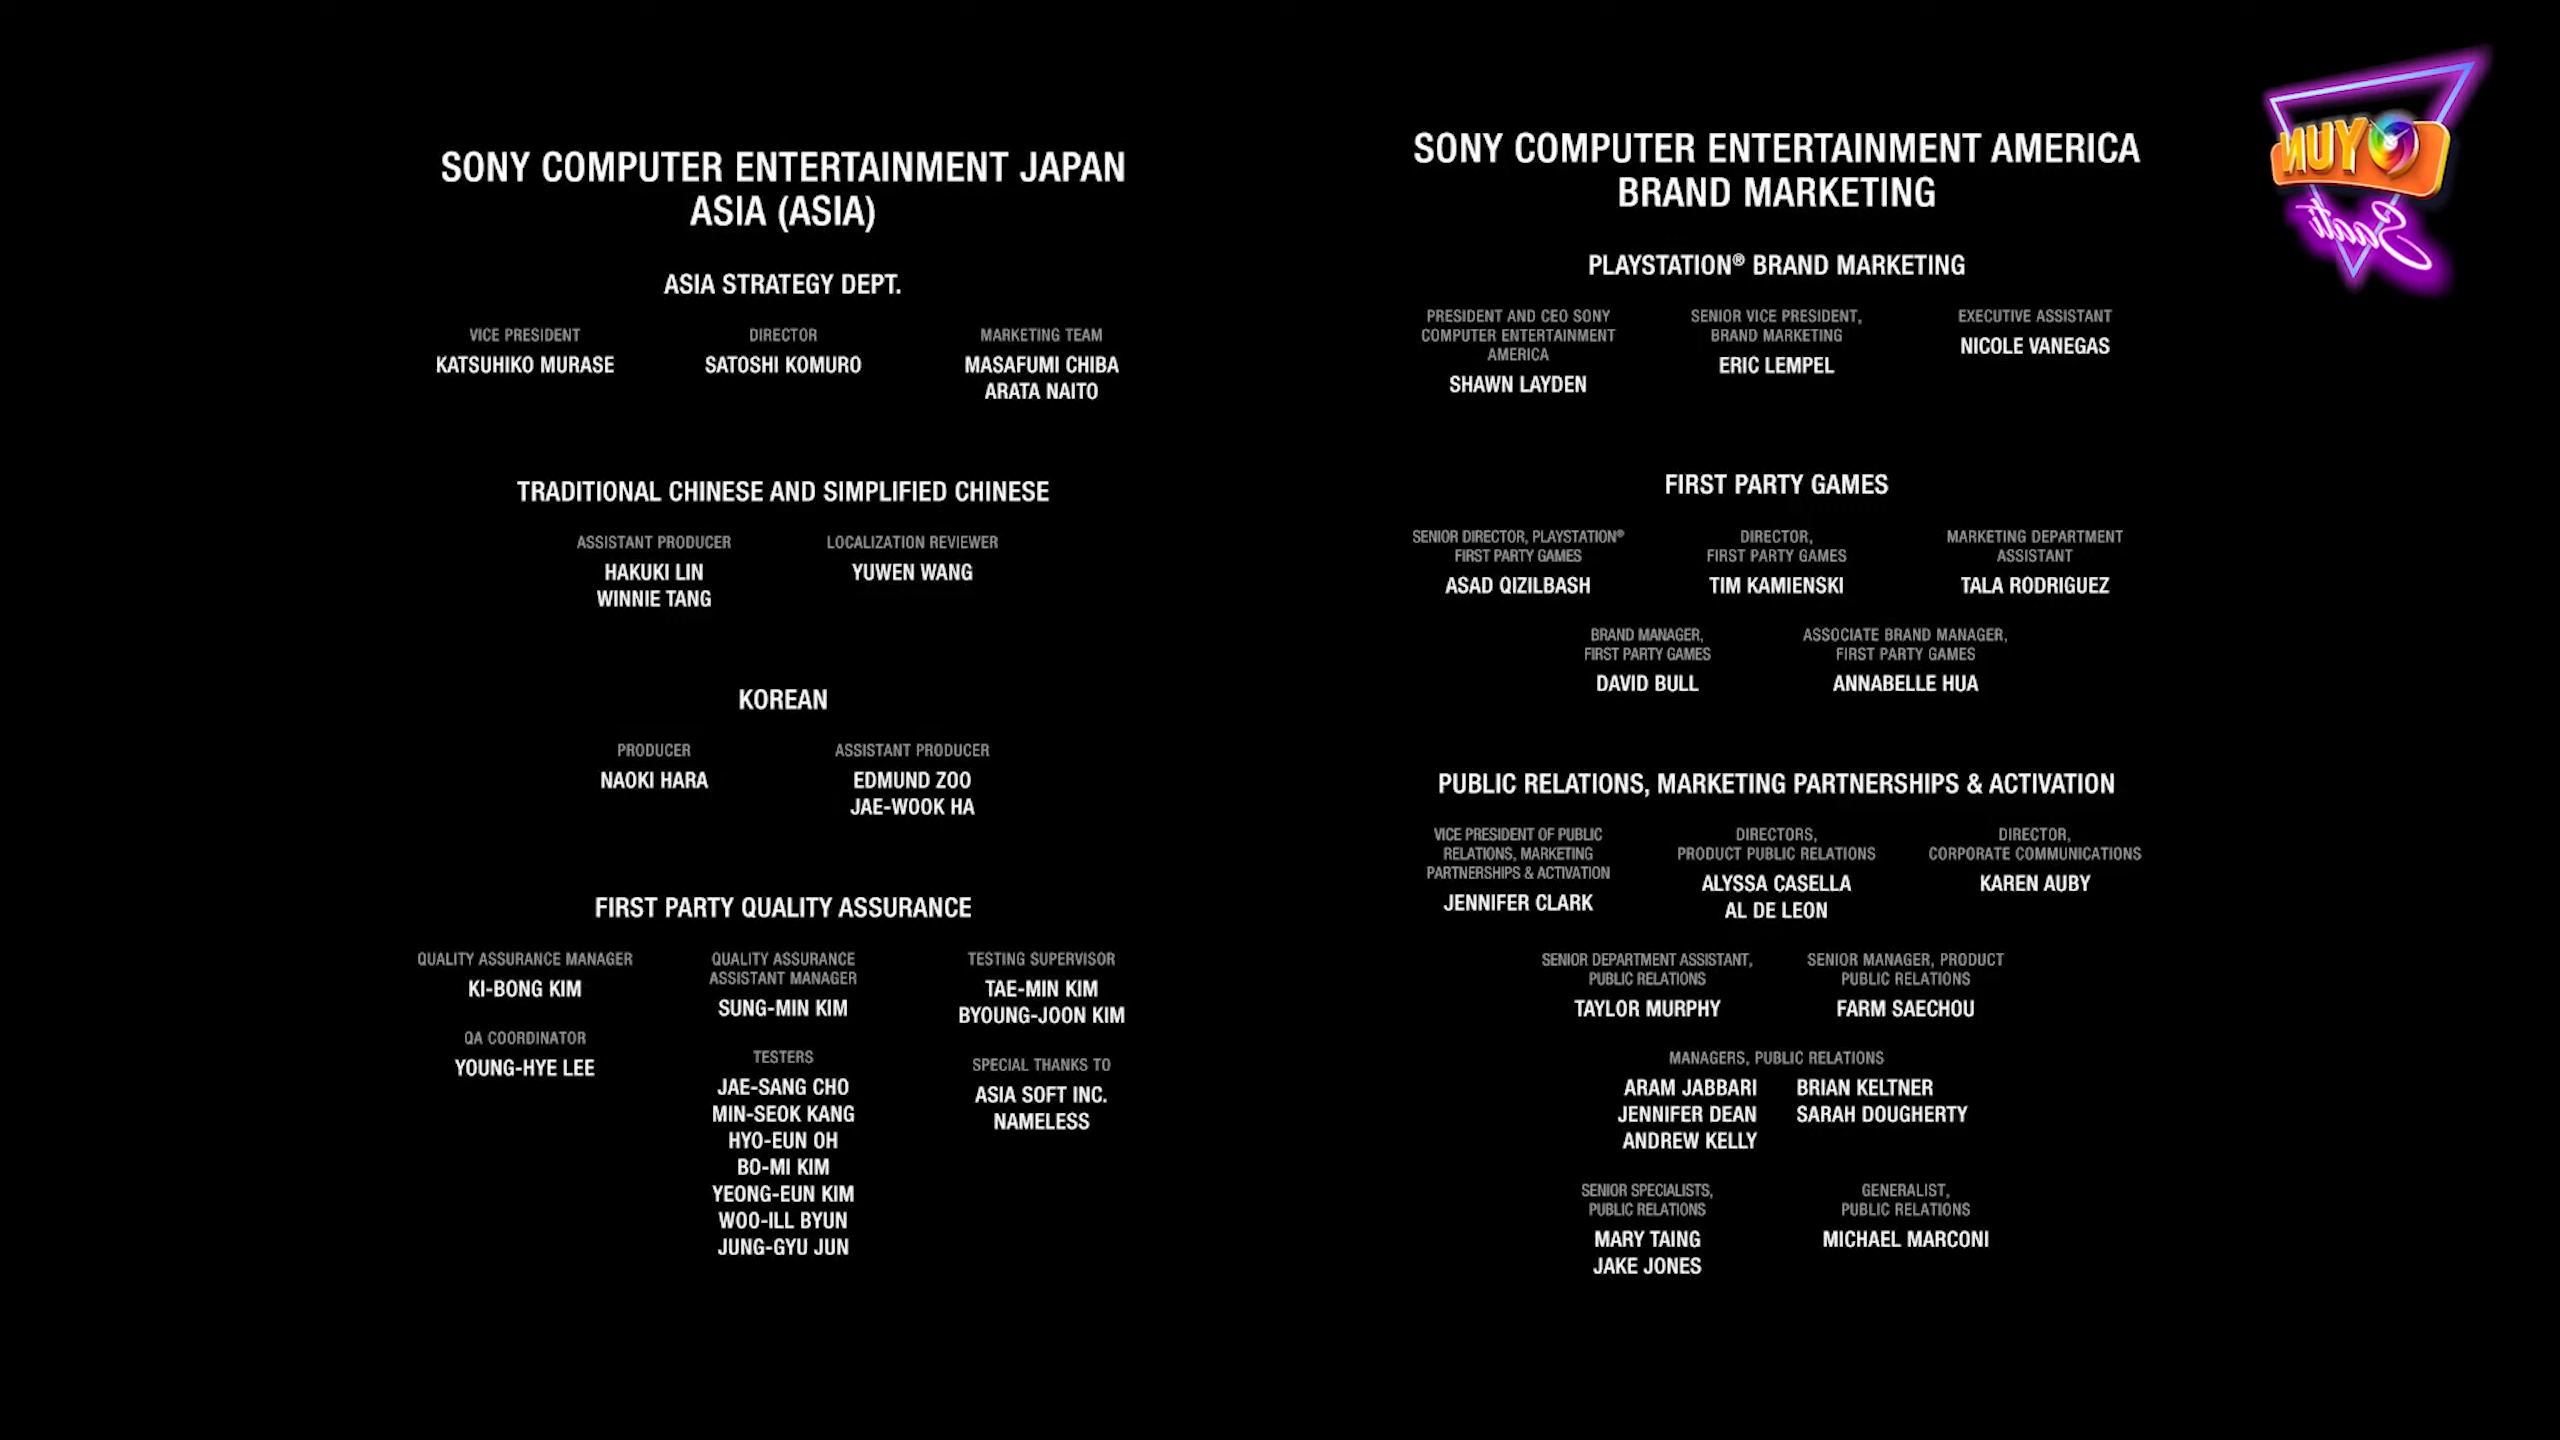 SONY COMPUTER ENTERTAINMENT JAPAN
ASIA (ASIA)
ASIA STRATEGY DEPT.
VICE PRESIDENT
KATSUHIKO MURASE
DIRECTOR
SATOSHI KOMURO
MARKETING TEAM
MASAFUMI CHIBA
ARATA NAITO
TRADITIONAL CHINESE AND SIMPLIFIED CHINESE
ASSISTANT PRODUCER
HAKUKI LIN
WINNIE TANG
LOCALIZATION REVIEWER
YUWEN WANG
KOREAN
PRODUCER
NAOKI HARA
ASSISTANT PRODUCER
EDMUND ZOO
JAE-WOOK HA
FIRST PARTY QUALITY ASSURANCE
QUALITY ASSURANCE MANAGER
KI-BONG KIM
QA COORDINATOR
YOUNG-HYE LEE
QUALITY ASSURANCE
ASSISTANT MANAGER
SUNG-MIN KIM
TESTERS
JAE-SANG CHO
MIN-SEOK KANG
HYO-EUN OH
BO-MI KIM
YEONG-EUN KIM
WOO-ILL BYUN
JUNG-GYU JUN
TESTING SUPERVISOR
TAE-MIN KIM
BYOUNG-JOON KIM
SPECIAL THANKS TO
ASIA SOFT INC.
NAMELESS
SONY COMPUTER ENTERTAINMENT AMERICA
BRAND MARKETING
PLAYSTATION® BRAND MARKETING
PRESIDENT AND CEO SONY
COMPUTER ENTERTAINMENT
AMERICA
SHAWN LAYDEN
SENIOR VICE PRESIDENT,
BRAND MARKETING
ERIC LEMPEL
EXECUTIVE ASSISTANT
NICOLE VANEGAS
FIRST PARTY GAMES
SENIOR DIRECTOR, PLAYSTATION®
FIRST PARTY GAMES
ASAD QIZILBASH
DIRECTOR,
FIRST PARTY GAMES
TIM KAMIENSKI
MARKETING DEPARTMENT
ASSISTANT
TALA RODRIGUEZ
BRAND MANAGER,
FIRST PARTY GAMES
DAVID BULL
ASSOCIATE BRAND MANAGER,
FIRST PARTY GAMES
ANNABELLE HUA
PUBLIC RELATIONS, MARKETING PARTNERSHIPS & ACTIVATION
VICE PRESIDENT OF PUBLIC
RELATIONS, MARKETING
PARTNERSHIPS & ACTIVATION
JENNIFER CLARK
DIRECTORS,
PRODUCT PUBLIC RELATIONS
ALYSSA CASELLA
AL DE LEON
DIRECTOR,
CORPORATE COMMUNICATIONS
KAREN AUBY
SENIOR DEPARTMENT ASSISTANT,
PUBLIC RELATIONS
TAYLOR MURPHY
SENIOR MANAGER, PRODUCT
PUBLIC RELATIONS
FARM SAECHOU
MANAGERS, PUBLIC RELATIONS
ARAM JABBARI
JENNIFER DEAN
ANDREW KELLY
BRIAN KELTNER
SARAH DOUGHERTY
SENIOR SPECIALISTS,
PUBLIC RELATIONS
MARY TAING
JAKE JONES
GENERALIST,
PUBLIC RELATIONS
MICHAEL MARCONI
OYUN
Saati